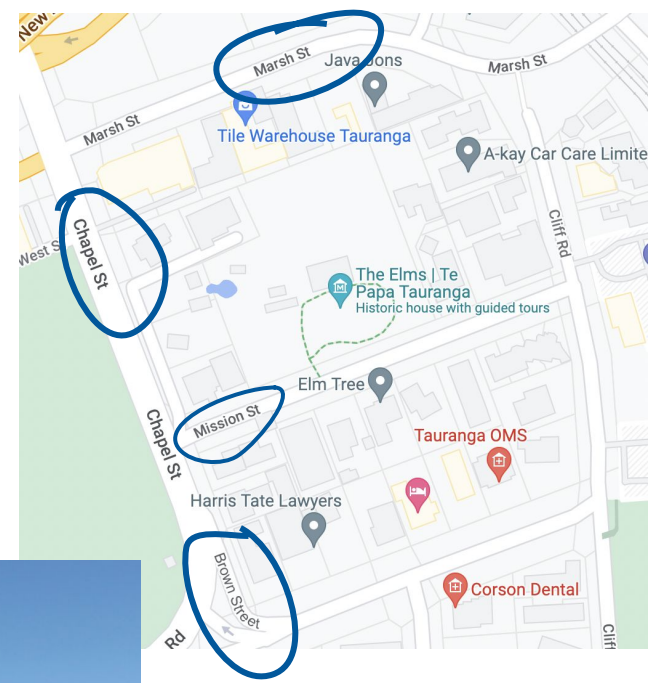 New
Marsh St
Java Jons
Marsh St
Marsh St
Tile Warehouse Tauranga
A-kay Car Care Limite
West S
Chapel St
Cliff Rd
The Elms | Te
Papa Tauranga
Historic house with guided tours
Elm Tree
Mission St
Chapel St
Tauranga OMS
Harris Tate Lawyers
Brown Street
Corson Dental
Rd
Cliff